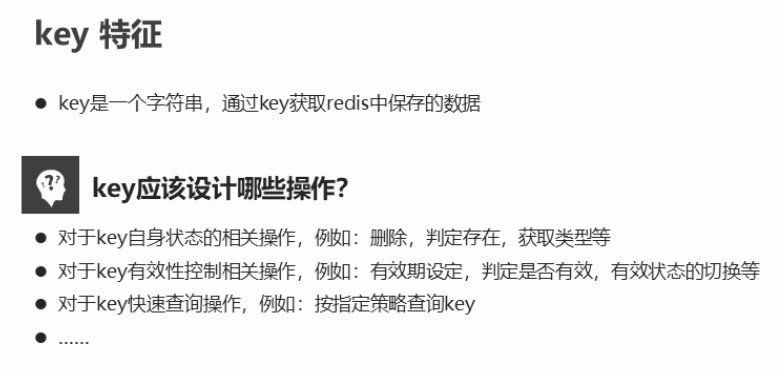 key 特征
● key是一个字符串，通过key获取redis中保存的数据
??
key应该设计哪些操作？
● 对于key自身状态的相关操作，例如：删除，判定存在，获取类型等
● 对于key有效性控制相关操作，例如：有效期设定，判定是否有效，有效状态的切换等
● 对于key快速查询操作，例如：按指定策略查询key
● ……